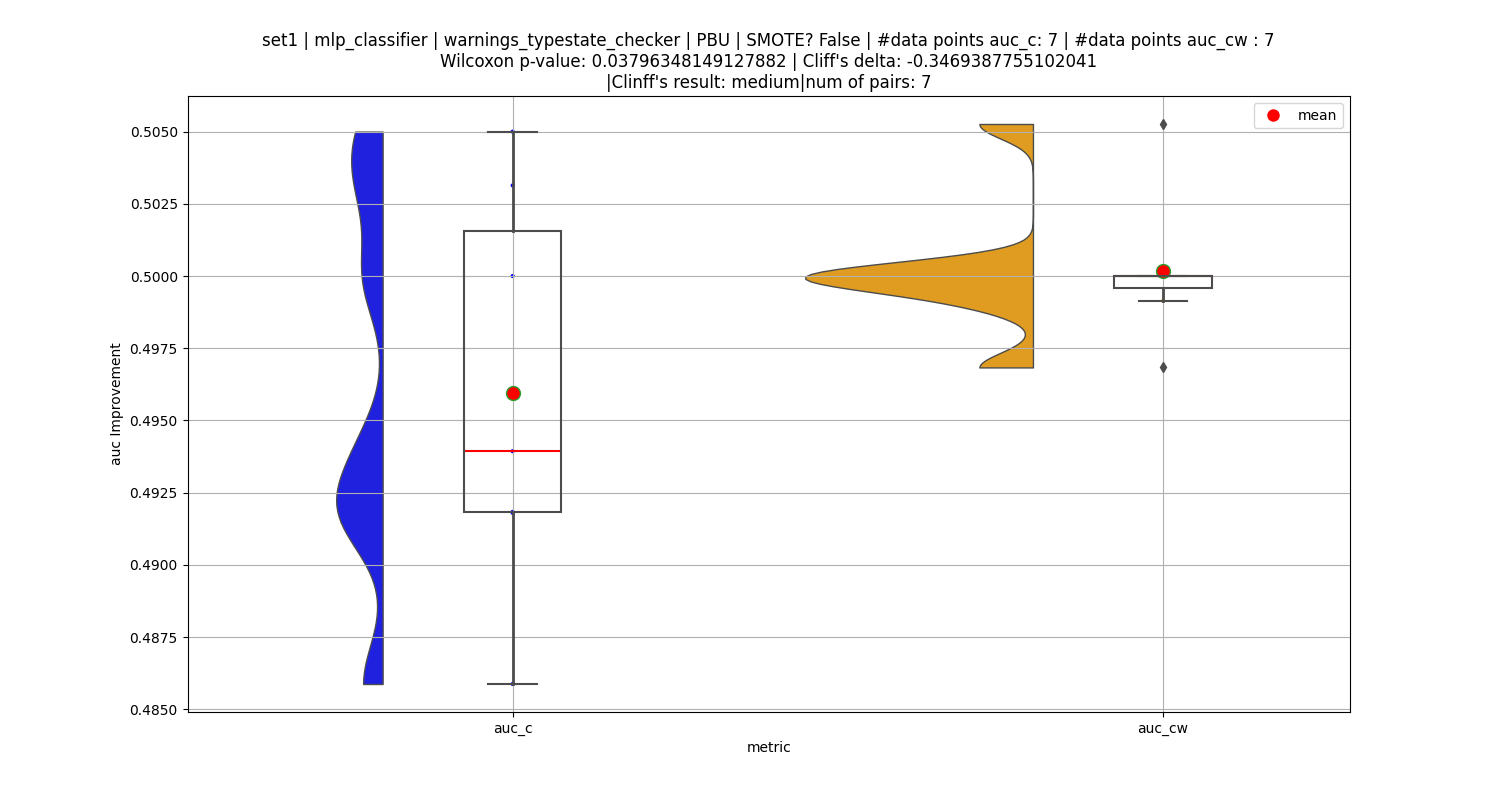 set1 | mlp_classifier | warnings_typestate_checker | PBU | SMOTE? False | #data points auc_c: 7 | #data points auc_cw : 7
Wilcoxon p-value: 0.03796348149127882 | Cliff's delta: -0.3469387755102041
|Clinff's result: medium|num of pairs: 7
mean
0.5050
0.5025
0.5000
0.4975
0.4950
0.4925
0.4900
0.4875
0.4850
auc Improvement
auc_c
auc_cw
metric